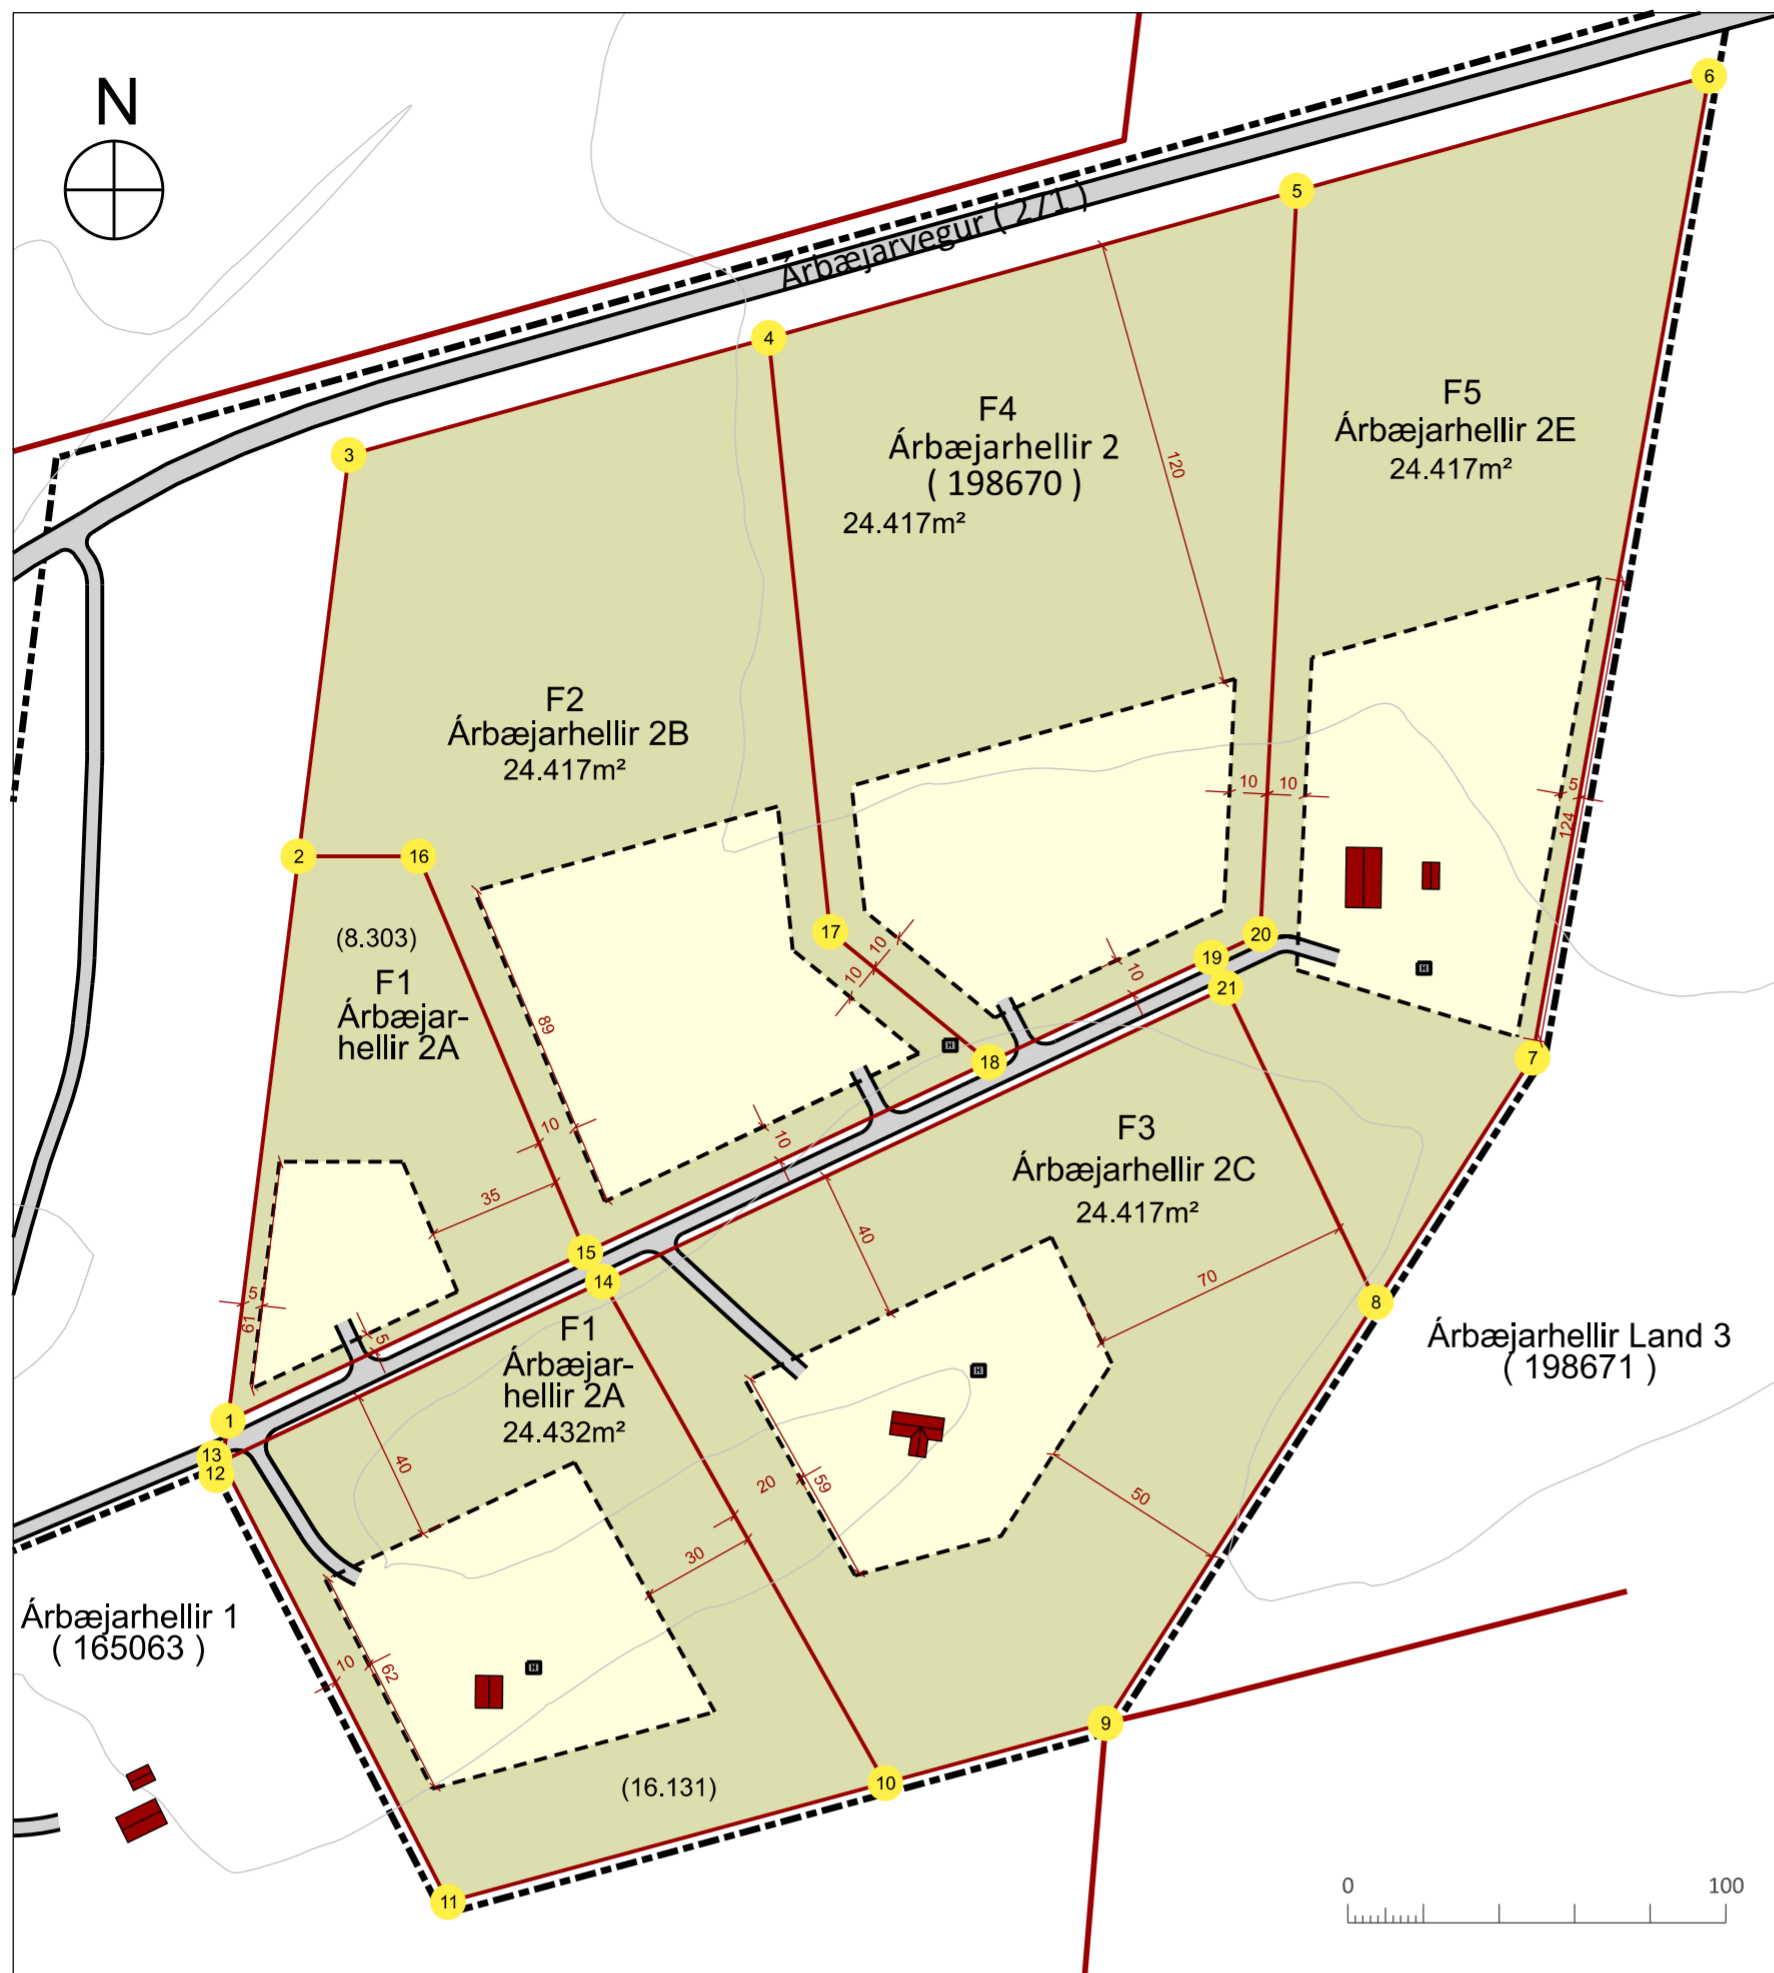 N
6
5
Árbæjarvegur ( 271 )
4
3
F4
Árbæjarhellir 2
( 198670 )
24.417m²
120
F5
Árbæjarhellir 2E
24.417m²
F2
Árbæjarhellir 2B
24.417m²
10
10
5
124
2
16
(8.303)
F1
Árbæjar-
hellir 2A
89
17
10
10
20
19
21
10
18
H
H
7
10
10
35
15
14
5
61
5
1
13
12
F3
Árbæjarhellir 2C
24.417m²
40
70
8
Árbæjarhellir Land 3
( 198671 )
F1
Árbæjar-
hellir 2A
24.432m²
40
H
20
59
50
30
Árbæjarhellir 1
( 165063 )
10
62
H
9
10
(16.131)
11
0
100